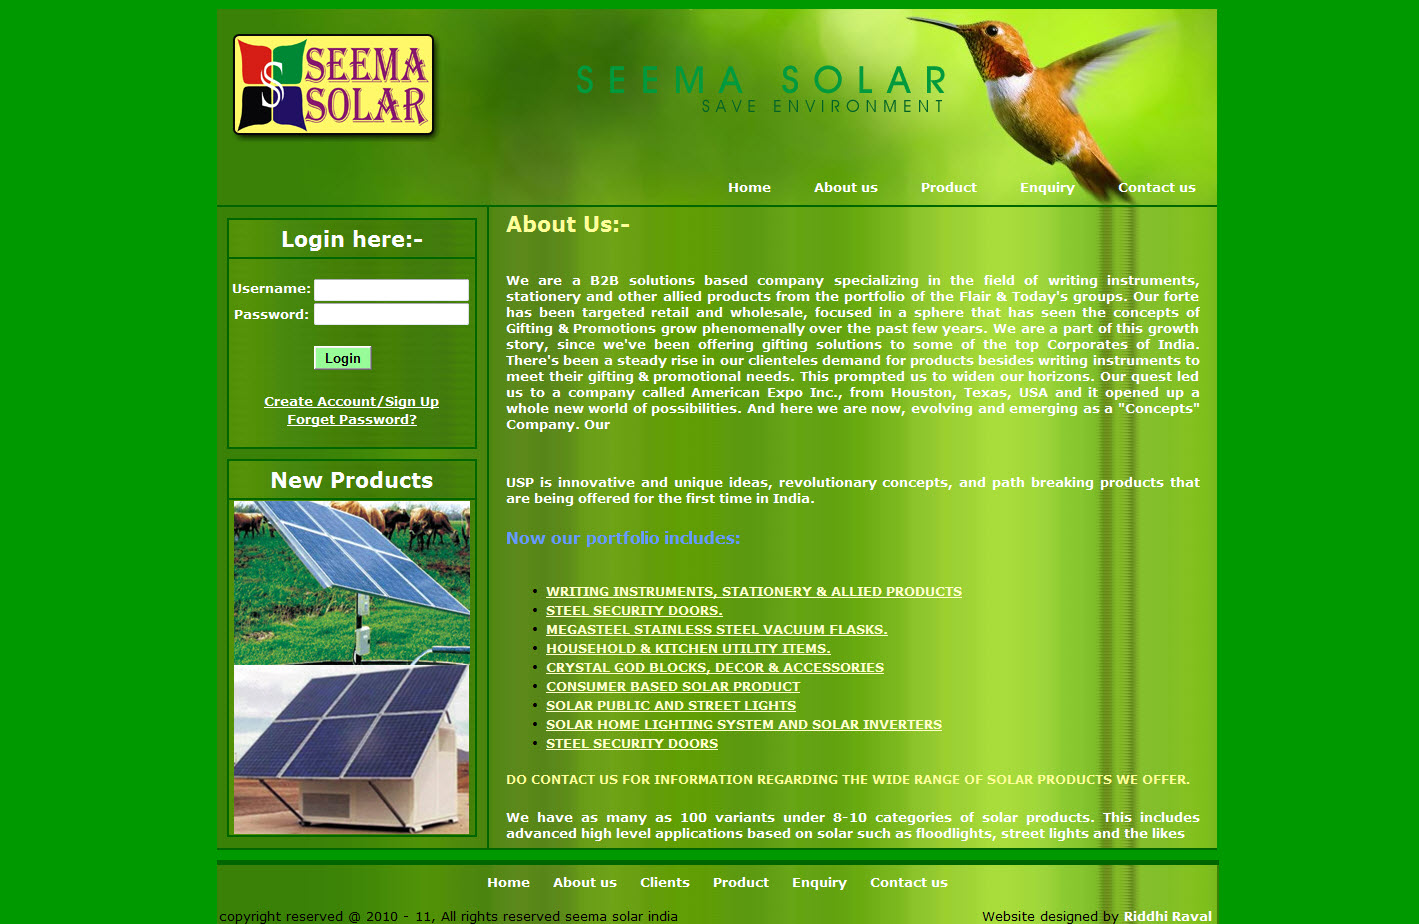 SEEMA
SOLAR
S
SEEMA SOLAR
SAVE ENVIRONMENT
Home About us Product Enquiry Contact us
Login here:-
Username:
Password:
Login
Create Account/Sign Up
Forget Password?
New Products
About Us:-
We are a B2B solutions based company specializing in the field of writing instruments,
stationery and other allied products from the portfolio of the Flair & Today's groups. Our forte
has been targeted retail and wholesale, focused in a sphere that has seen the concepts of
Gifting & Promotions grow phenomenally over the past few years. We are a part of this growth
story, since we've been offering gifting solutions to some of the top Corporates of India.
There's been a steady rise in our clienteles demand for products besides writing instruments to
meet their gifting & promotional needs. This prompted us to widen our horizons. Our quest led
us to a company called American Expo Inc., from Houston, Texas, USA and it opened up a
whole new world of possibilities. And here we are now, evolving and emerging as a "Concepts"
Company. Our
USP is innovative and unique ideas, revolutionary concepts, and path breaking products that
are being offered for the first time in India.
Now our portfolio includes:
• WRITING INSTRUMENTS, STATIONERY & ALLIED PRODUCTS
• STEEL SECURITY DOORS.
• MEGASTEEL STAINLESS STEEL VACUUM FLASKS.
• HOUSEHOLD & KITCHEN UTILITY ITEMS.
• CRYSTAL GOD BLOCKS, DECOR & ACCESSORIES
• CONSUMER BASED SOLAR PRODUCT
• SOLAR PUBLIC AND STREET LIGHTS
• SOLAR HOME LIGHTING SYSTEM AND SOLAR INVERTERS
• STEEL SECURITY DOORS
DO CONTACT US FOR INFORMATION REGARDING THE WIDE RANGE OF SOLAR PRODUCTS WE OFFER.
We have as many as 100 variants under 8-10 categories of solar products. This includes
advanced high level applications based on solar such as floodlights, street lights and the likes
Home About us Clients Product Enquiry Contact us
copyright reserved @ 2010 - 11, All rights reserved seema solar india
Website designed by Riddhi Raval